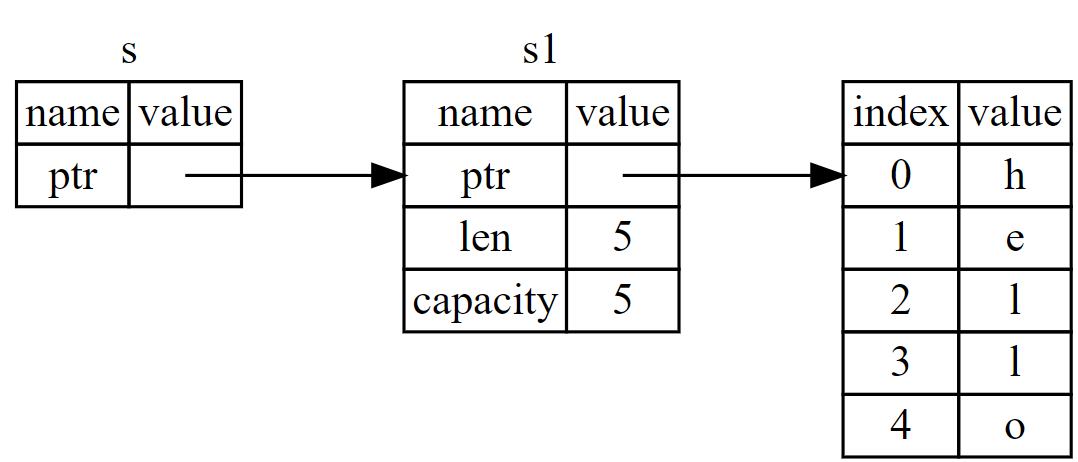 s
name value
ptr
s1
name value
ptr
len 5
capacity 5
index value
0 h
1 e
2 l
3 l
4 o